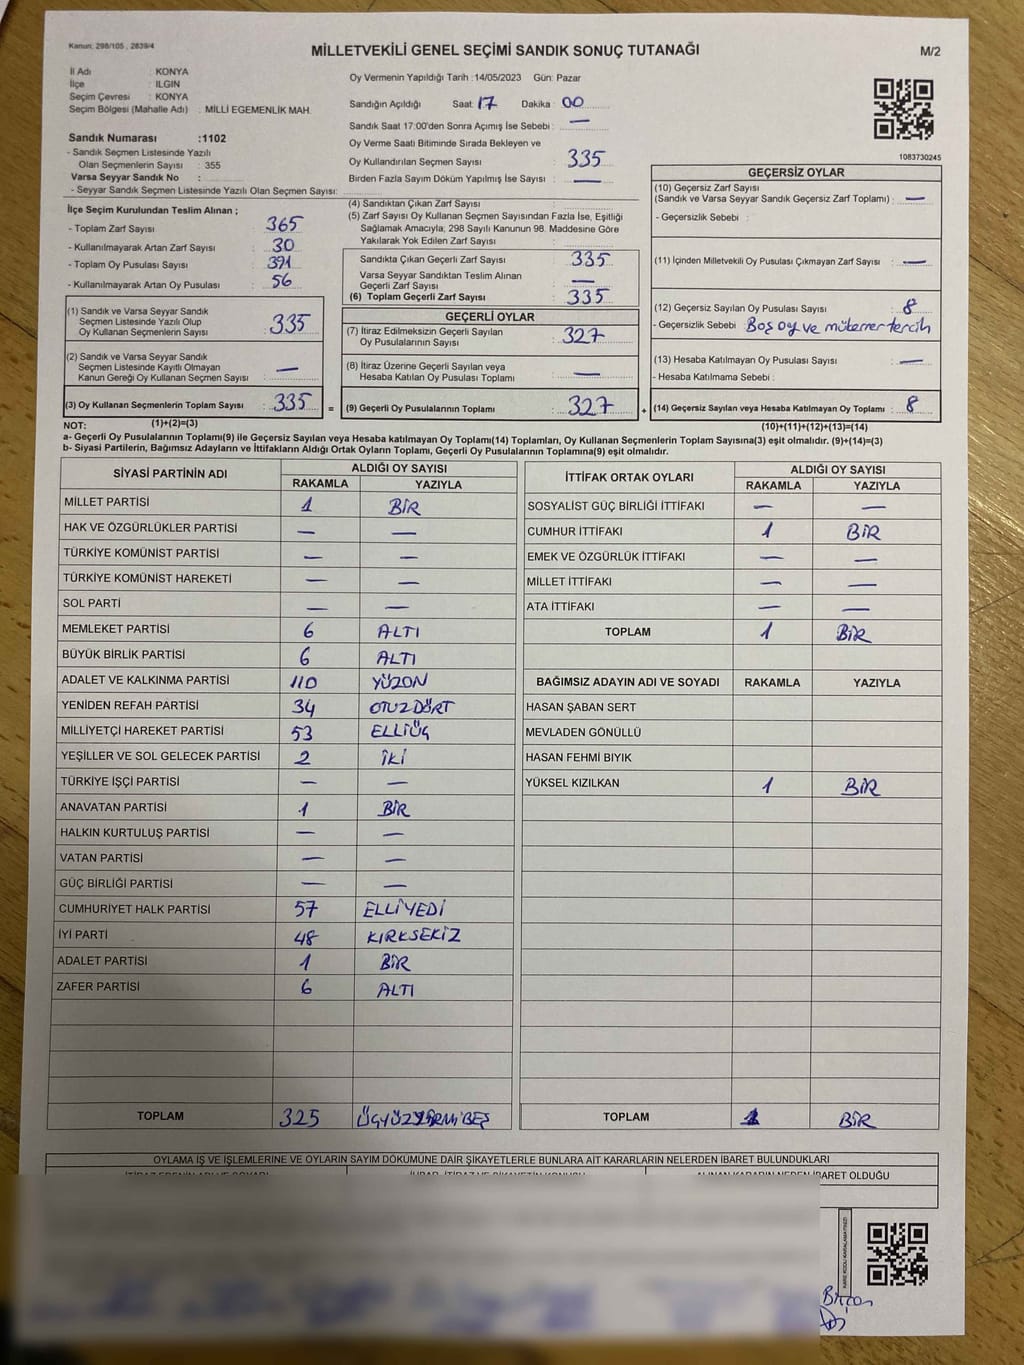 Kanun, 298/105 , 2839/4
MİLLETVEKİLİ GENEL SEÇİMİ SANDIK SONUÇ TUTANAĞI
M/2
İl Adı : KONYA
İlçe : ILGIN
Seçim Çevresi : KONYA
Seçim Bölgesi (Mahalle Adı) : MİLLİ EGEMENLİK MAH.
Sandık Numarası :1102
- Sandık Seçmen Listesinde Yazılı
Olan Seçmenlerin Sayısı : 355
Varsa Seyyar Sandık No :
- Seyyar Sandık Seçmen Listesinde Yazılı Olan Seçmen Sayısı:
Oy Vermenin Yapıldığı Tarih :14/05/2023 Gün: Pazar
Sandığın Açıldığı Saat: 17 Dakika : 00
Sandık Saat 17:00'den Sonra Açımış İse Sebebi : —
Oy Verme Saati Bitiminde Sırada Bekleyen ve
Oy Kullandırılan Seçmen Sayısı : 335
Birden Fazla Sayım Döküm Yapılmış İse Sayısı : —
1083730245
İlçe Seçim Kurulundan Teslim Alınan ;
- Toplam Zarf Sayısı : 365
- Kullanılmayarak Artan Zarf Sayısı : 30
- Toplam Oy Pusulası Sayısı : 391
- Kullanılmayarak Artan Oy Pusulası : 56
(1) Sandık ve Varsa Seyyar Sandık
Seçmen Listesinde Yazılı Olup
Oy Kullanan Seçmenlerin Sayısı : 335
(2) Sandık ve Varsa Seyyar Sandık
Seçmen Listesinde Kayıtlı Olmayan
Kanun Gereği Oy Kullanan Seçmen Sayısı : —
(3) Oy Kullanan Seçmenlerin Toplam Sayısı : 335 =
(4) Sandıktan Çıkan Zarf Sayısı :
(5) Zarf Sayısı Oy Kullanan Seçmen Sayısından Fazla İse, Eşitliği
Sağlamak Amacıyla; 298 Sayılı Kanunun 98. Maddesine Göre
Yakılarak Yok Edilen Zarf Sayısı :
Sandıkta Çıkan Geçerli Zarf Sayısı : 335
Varsa Seyyar Sandıktan Teslim Alınan
Geçerli Zarf Sayısı : —
(6) Toplam Geçerli Zarf Sayısı : 335
GEÇERLİ OYLAR
(7) İtiraz Edilmeksizin Geçerli Sayılan
Oy Pusulalarının Sayısı : 327
(8) İtiraz Üzerine Geçerli Sayılan veya
Hesaba Katılan Oy Pusulası Toplamı : —
(9) Geçerli Oy Pusulalarının Toplamı : 327 +
GEÇERSİZ OYLAR
(10) Geçersiz Zarf Sayısı
(Sandık ve Varsa Seyyar Sandık Geçersiz Zarf Toplamı) : —
- Geçersizlik Sebebi :
(11) İçinden Milletvekili Oy Pusulası Çıkmayan Zarf Sayısı : —
(12) Geçersiz Sayılan Oy Pusulası Sayısı : 8
- Geçersizlik Sebebi : Boş oy ve mükerrer tercih
(13) Hesaba Katılmayan Oy Pusulası Sayısı : —
- Hesaba Katılmama Sebebi :
(14) Geçersiz Sayılan veya Hesaba Katılmayan Oy Toplamı : 8
NOT: (1)+(2)=(3) (10)+(11)+(12)+(13)=(14)
a- Geçerli Oy Pusulalarının Toplamı(9) ile Geçersiz Sayılan veya Hesaba katılmayan Oy Toplamı(14) Toplamları, Oy Kullanan Seçmenlerin Toplam Sayısına(3) eşit olmalıdır. (9)+(14)=(3)
b- Siyasi Partilerin, Bağımsız Adayların ve İttifakların Aldığı Ortak Oyların Toplamı, Geçerli Oy Pusulalarının Toplamına(9) eşit olmalıdır.
SİYASİ PARTİNİN ADI ALDIĞI OY SAYISI
RAKAMLA YAZIYLA
MİLLET PARTİSİ 1 BİR
HAK VE ÖZGÜRLÜKLER PARTİSİ — —
TÜRKİYE KOMÜNİST PARTİSİ — —
TÜRKİYE KOMÜNİST HAREKETİ — —
SOL PARTİ — —
MEMLEKET PARTİSİ 6 ALTI
BÜYÜK BİRLİK PARTİSİ 6 ALTI
ADALET VE KALKINMA PARTİSİ 110 YÜZON
YENİDEN REFAH PARTİSİ 34 OTUZDÖRT
MİLLİYETÇİ HAREKET PARTİSİ 53 ELLİÜÇ
YEŞİLLER VE SOL GELECEK PARTİSİ 2 İKİ
TÜRKİYE İŞÇİ PARTİSİ — —
ANAVATAN PARTİSİ 1 BİR
HALKIN KURTULUŞ PARTİSİ — —
VATAN PARTİSİ — —
GÜÇ BİRLİĞİ PARTİSİ — —
CUMHURİYET HALK PARTİSİ 57 ELLİYEDİ
İYİ PARTİ 48 KIRKSEKİZ
ADALET PARTİSİ 1 BİR
ZAFER PARTİSİ 6 ALTI
TOPLAM 325 ÜÇYÜZYİRMİBEŞ
İTTİFAK ORTAK OYLARI ALDIĞI OY SAYISI
RAKAMLA YAZIYLA
SOSYALİST GÜÇ BİRLİĞİ İTTİFAKI — —
CUMHUR İTTİFAKI 1 BİR
EMEK VE ÖZGÜRLÜK İTTİFAKI — —
MİLLET İTTİFAKI — —
ATA İTTİFAKI — —
TOPLAM 1 BİR
BAĞIMSIZ ADAYIN ADI VE SOYADI RAKAMLA YAZIYLA
HASAN ŞABAN SERT
MEVLADEN GÖNÜLLÜ
HASAN FEHMİ BIYIK
YÜKSEL KIZILKAN 1 BİR
TOPLAM 1 BİR
OYLAMA İŞ VE İŞLEMLERİNE VE OYLARIN SAYIM DÖKÜMÜNE DAİR ŞİKAYETLERLE BUNLARA AİT KARARLARIN NELERDEN İBARET BULUNDUKLARI
ALINAN KARARIN NEDEN İBARET OLDUĞU